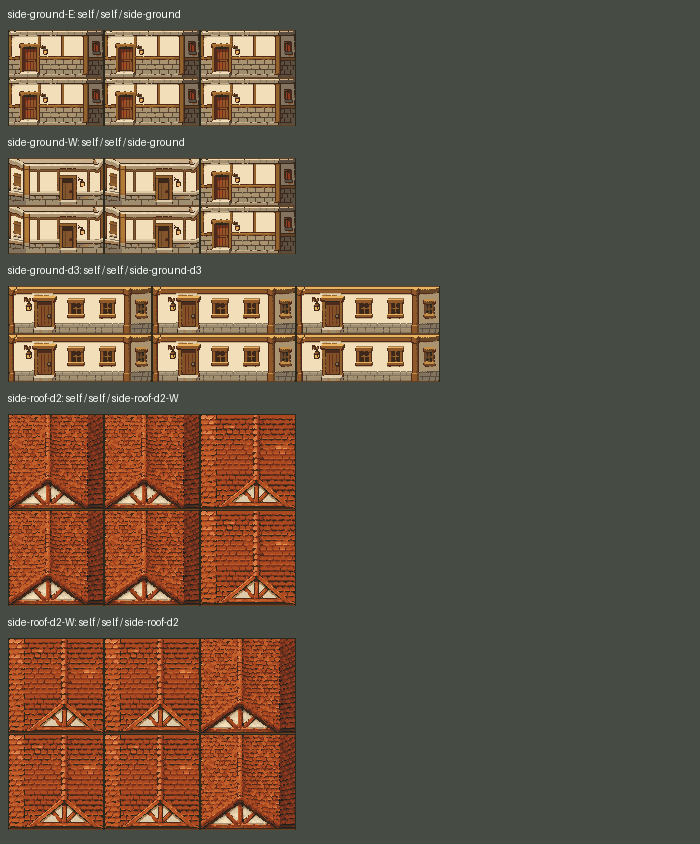 side-ground-E: self/self/side-ground
side-ground-W: self/self/side-ground
side-ground-d3: self/self/side-ground-d3
side-roof-d2: self/self/side-roof-d2-W
side-roof-d2-W: self/self/side-roof-d2